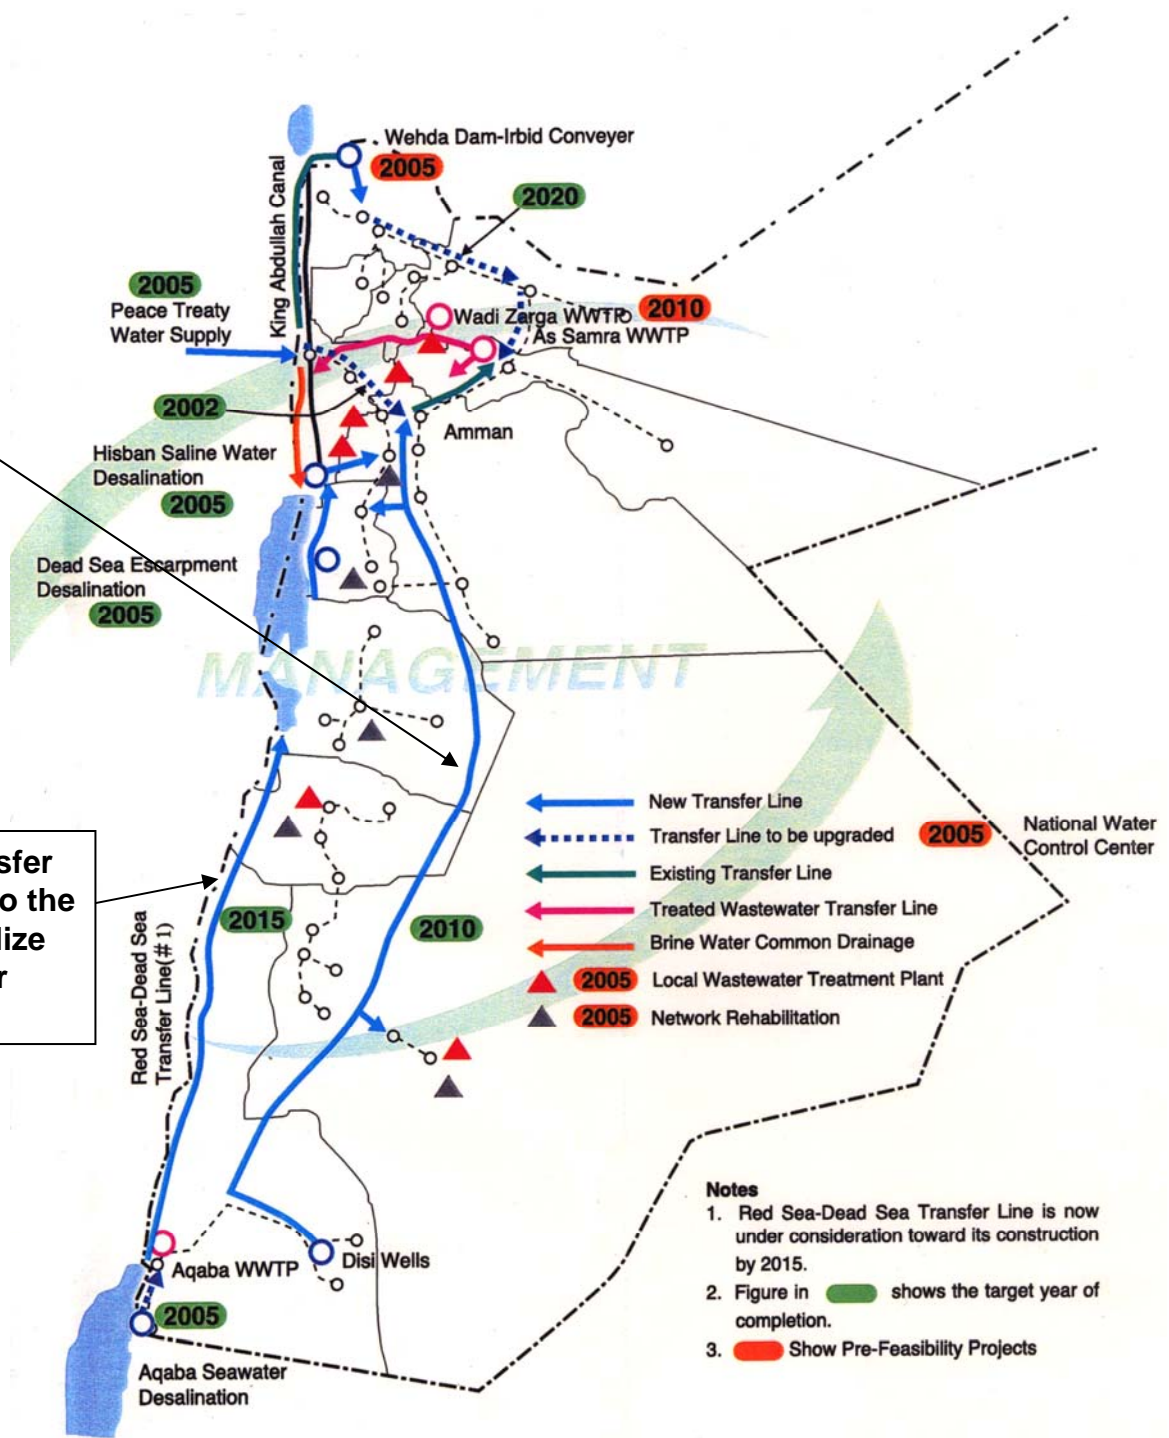 Wehda Dam-Irbid Conveyer
2005
2020
King Abdullah Canal
2005
Peace Treaty
Water Supply
2010
Wadi Zarga WWTP
As Samra WWTP
2002
Amman
Hisban Saline Water
Desalination
2005
Dead Sea Escarpment
Desalination
2005
MANAGEMENT
New Transfer Line
Transfer Line to be upgraded
2005
National Water
Control Center
Existing Transfer Line
Treated Wastewater Transfer Line
Brine Water Common Drainage
2005 Local Wastewater Treatment Plant
2005 Network Rehabilitation
sfer
o the
lize
r
2015
2010
Red Sea-Dead Sea
Transfer Line(#1)
Aqaba WWTP
Disi Wells
2005
Aqaba Seawater
Desalination
Notes
1. Red Sea-Dead Sea Transfer Line is now
under consideration toward its construction
by 2015.
2. Figure in shows the target year of
completion.
3. Show Pre-Feasibility Projects